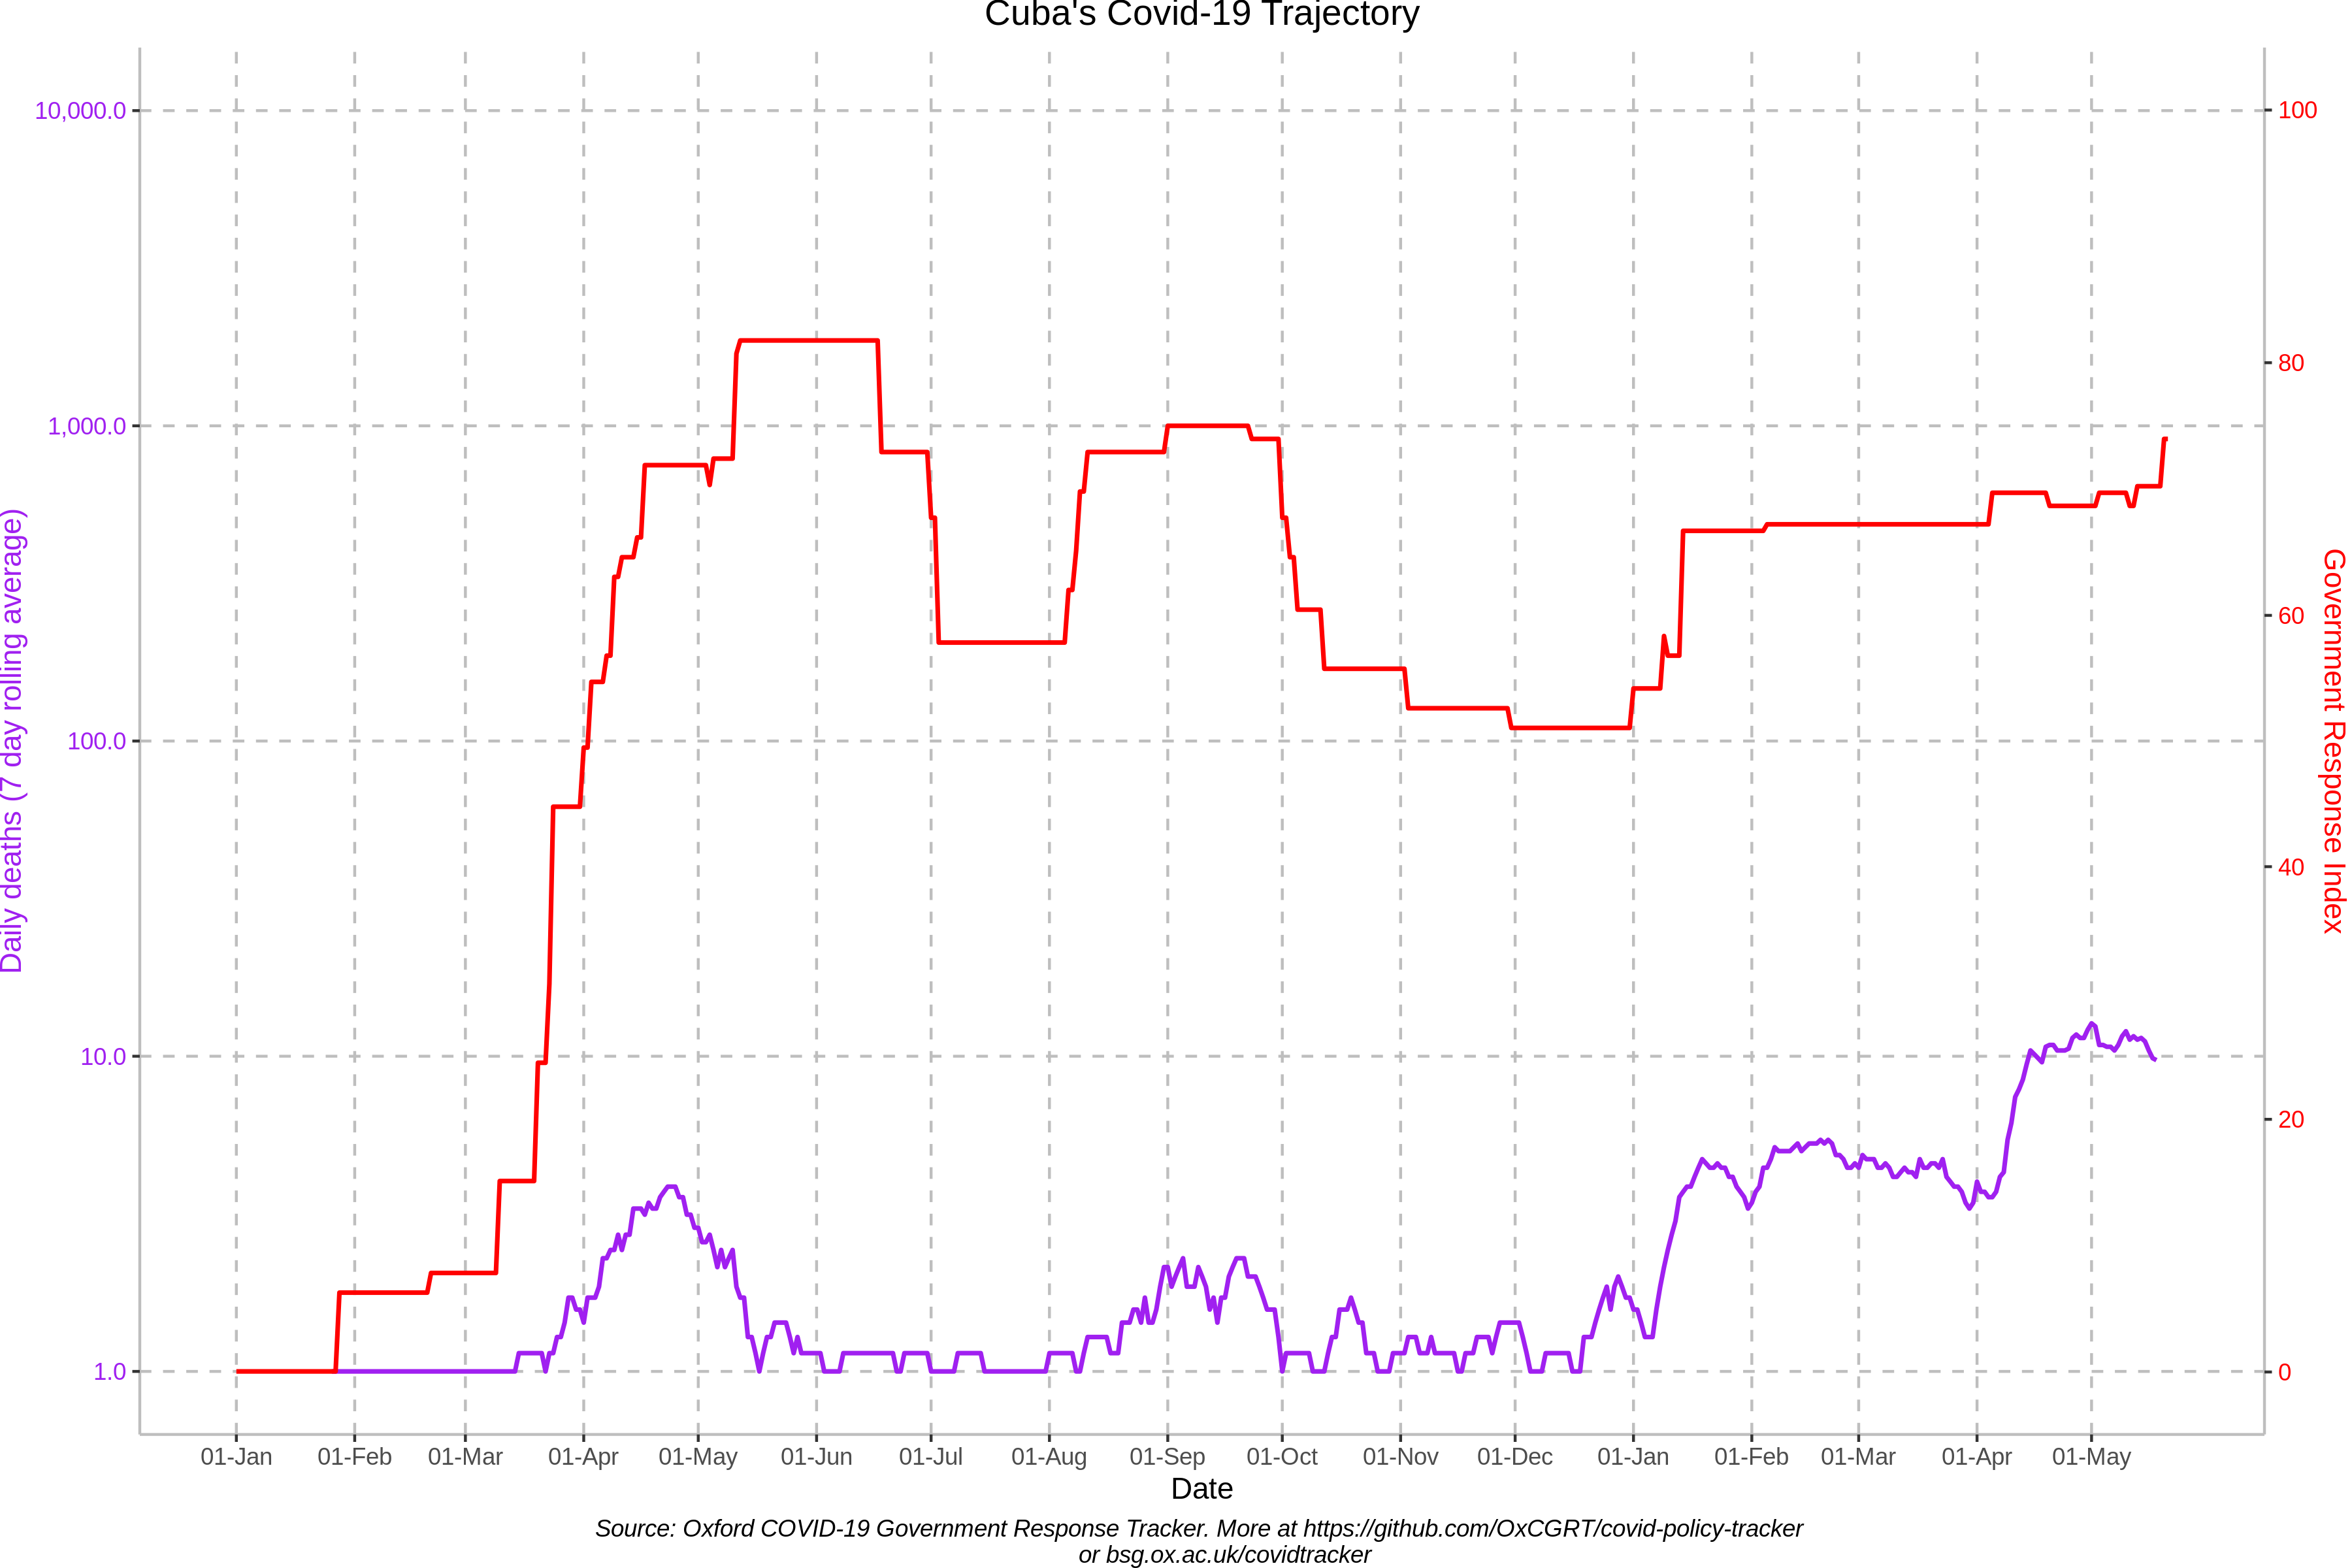 Cuba's Covid-19 Trajectory
10,000.0
1,000.0
100.0
10.0
1.0
Daily deaths (7 day rolling average)
100
80
60
40
20
0
Government Response Index
01-Jan 01-Feb 01-Mar 01-Apr 01-May 01-Jun 01-Jul 01-Aug 01-Sep 01-Oct 01-Nov 01-Dec 01-Jan 01-Feb 01-Mar 01-Apr 01-May
Date
Source: Oxford COVID-19 Government Response Tracker. More at https://github.com/OxCGRT/covid-policy-tracker
or bsg.ox.ac.uk/covidtracker